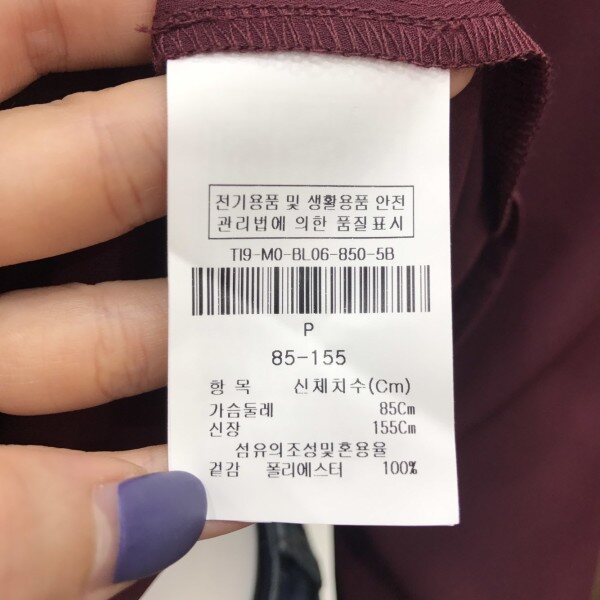 전기용품 및 생활용품 안전
관리법에 의한 품질표시
TI9-MO-BL06-850-5B
P
85-155
항 목 신체치수(Cm)
가슴둘레 85Cm
신장 155Cm
섬유의조성및혼용율
겉감 폴리에스터 100%